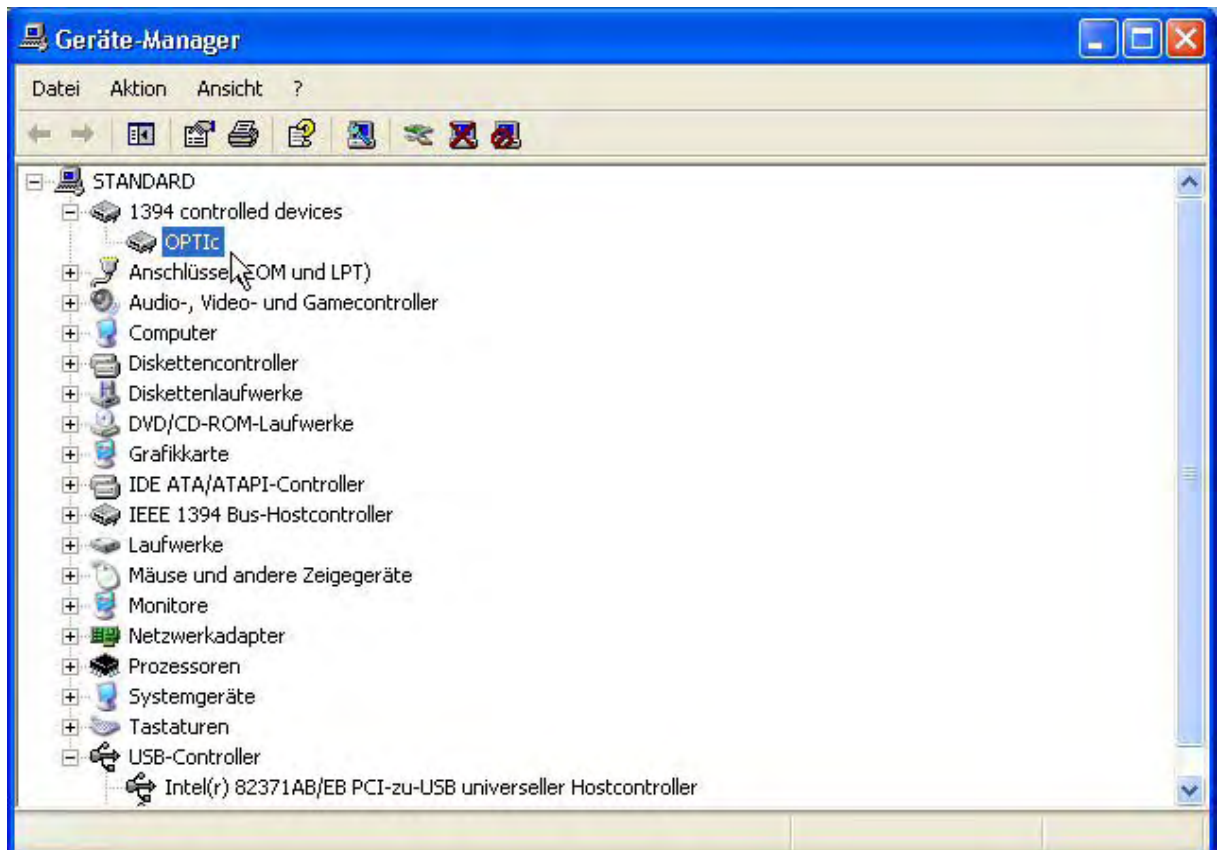 Geräte-Manager
Datei Aktion Ansicht ?
STANDARD
1394 controlled devices
OPTIc
Anschlüsse COM und LPT)
Audio-, Video- und Gamecontroller
Computer
Diskettencontroller
Diskettenlaufwerke
DVD/CD-ROM-Laufwerke
Grafikkarte
IDE ATA/ATAPI-Controller
IEEE 1394 Bus-Hostcontroller
Laufwerke
Mäuse und andere Zeigegeräte
Monitore
Netzwerkadapter
Prozessoren
Systemgeräte
Tastaturen
USB-Controller
Intel(r) 82371AB/EB PCI-zu-USB universeller Hostcontroller